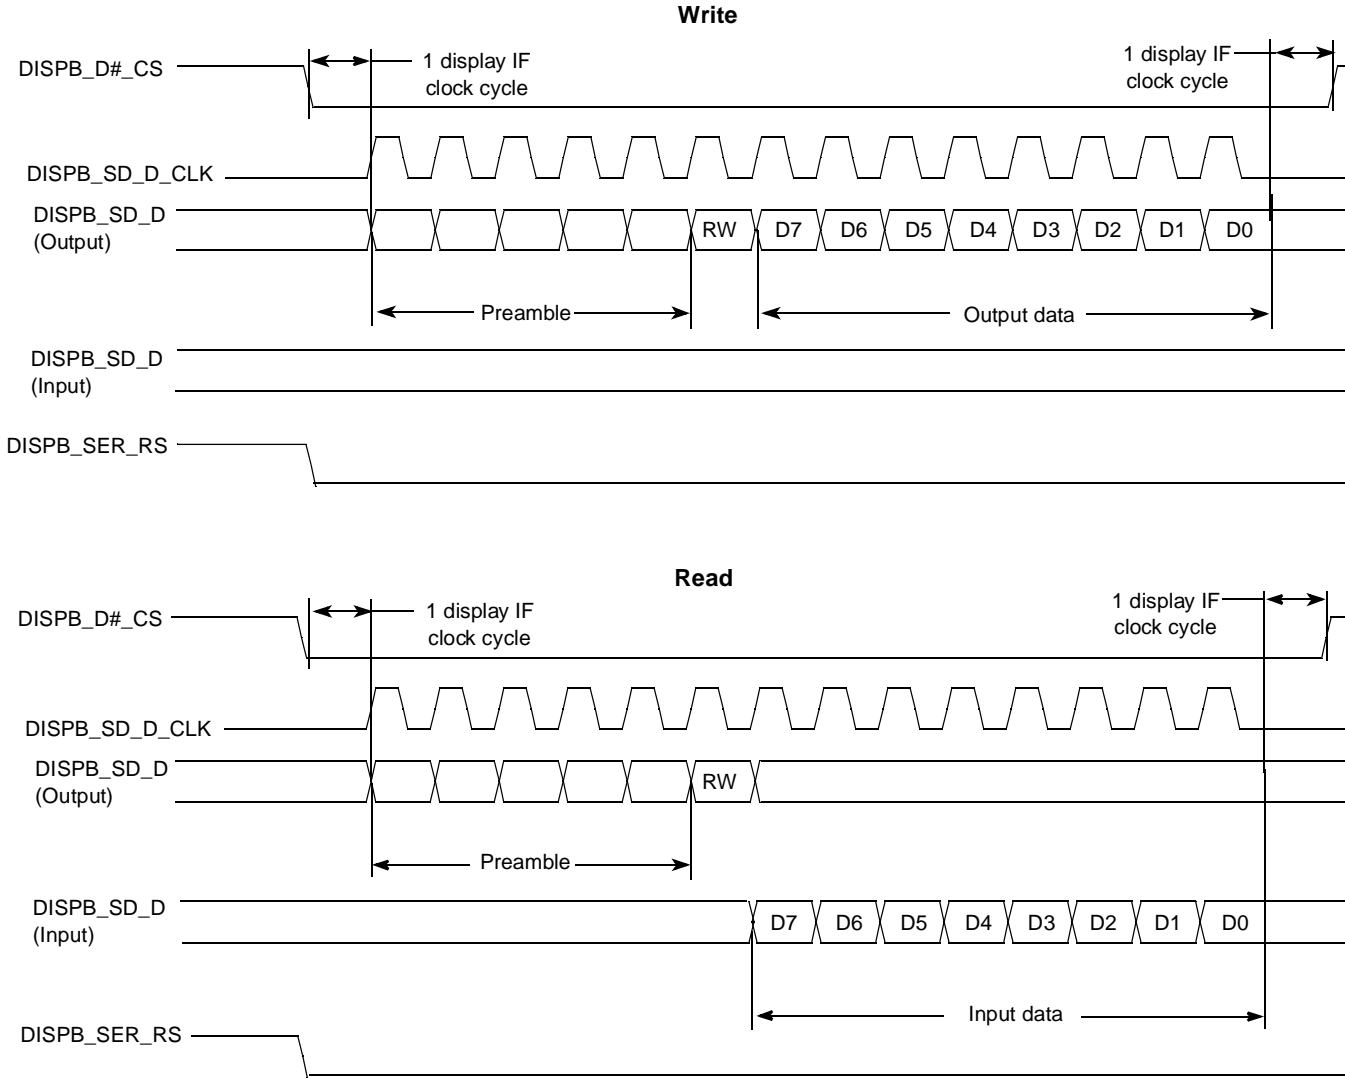 Write
DISPB_D#_CS
1 display IF
clock cycle
1 display IF
clock cycle
DISPB_SD_D_CLK
DISPB_SD_D
(Output)
RW D7 D6 D5 D4 D3 D2 D1 D0
Preamble
Output data
DISPB_SD_D
(Input)
DISPB_SER_RS
Read
DISPB_D#_CS
1 display IF
clock cycle
1 display IF
clock cycle
DISPB_SD_D_CLK
DISPB_SD_D
(Output)
RW
Preamble
DISPB_SD_D
(Input)
D7 D6 D5 D4 D3 D2 D1 D0
Input data
DISPB_SER_RS